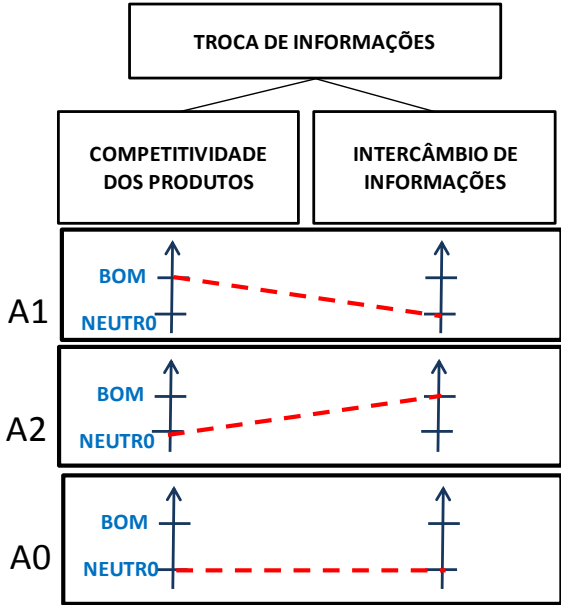 TROCA DE INFORMAÇÕES
COMPETITIVIDADE
DOS PRODUTOS
INTERCÂMBIO DE
INFORMAÇÕES
A1
BOM
NEUTR0
A2
BOM
NEUTR0
A0
BOM
NEUTR0